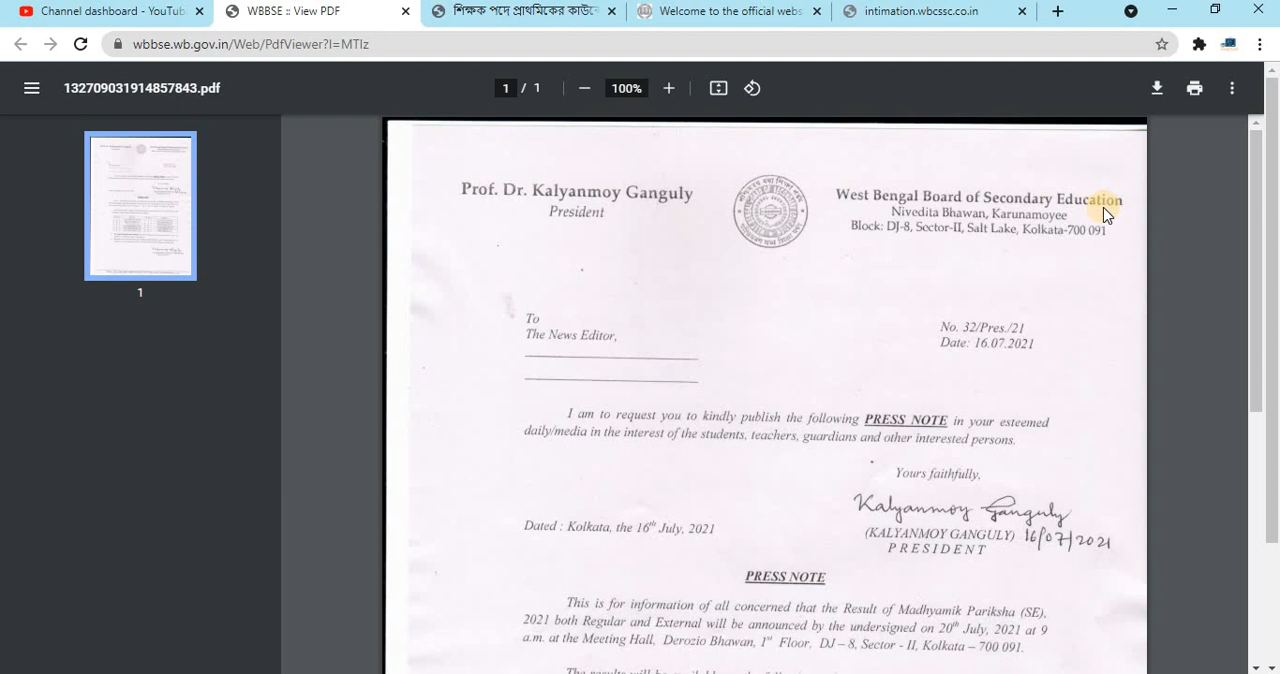 Channel dashboard - YouTub
WBBSE :: View PDF
শিক্ষক পদে প্রাথমিকের কাউন্সে
Welcome to the official webs
intimation.wbcssc.co.in
wbbse.wb.gov.in/Web/PdfViewer?I=MTIz
132709031914857843.pdf
1 / 1
100%
1
Prof. Dr. Kalyanmoy Ganguly
President
West Bengal Board of Secondary Education
Nivedita Bhawan, Karunamoyee
Block: DJ-8, Sector-II, Salt Lake, Kolkata-700 091
To
The News Editor,
No. 32/Pres./21
Date: 16.07.2021
I am to request you to kindly publish the following PRESS NOTE in your esteemed
daily/media in the interest of the students, teachers, guardians and other interested persons.
Yours faithfully,
Kalyanmoy Ganguly
(KALYANMOY GANGULY) 16/07/2021
PRESIDENT
Dated : Kolkata, the 16th July, 2021
PRESS NOTE
This is for information of all concerned that the Result of Madhyamik Pariksha (SE),
2021 both Regular and External will be announced by the undersigned on 20th July, 2021 at 9
a.m. at the Meeting Hall, Derozio Bhawan, 1st Floor, DJ – 8, Sector - II, Kolkata – 700 091.
The results will be available